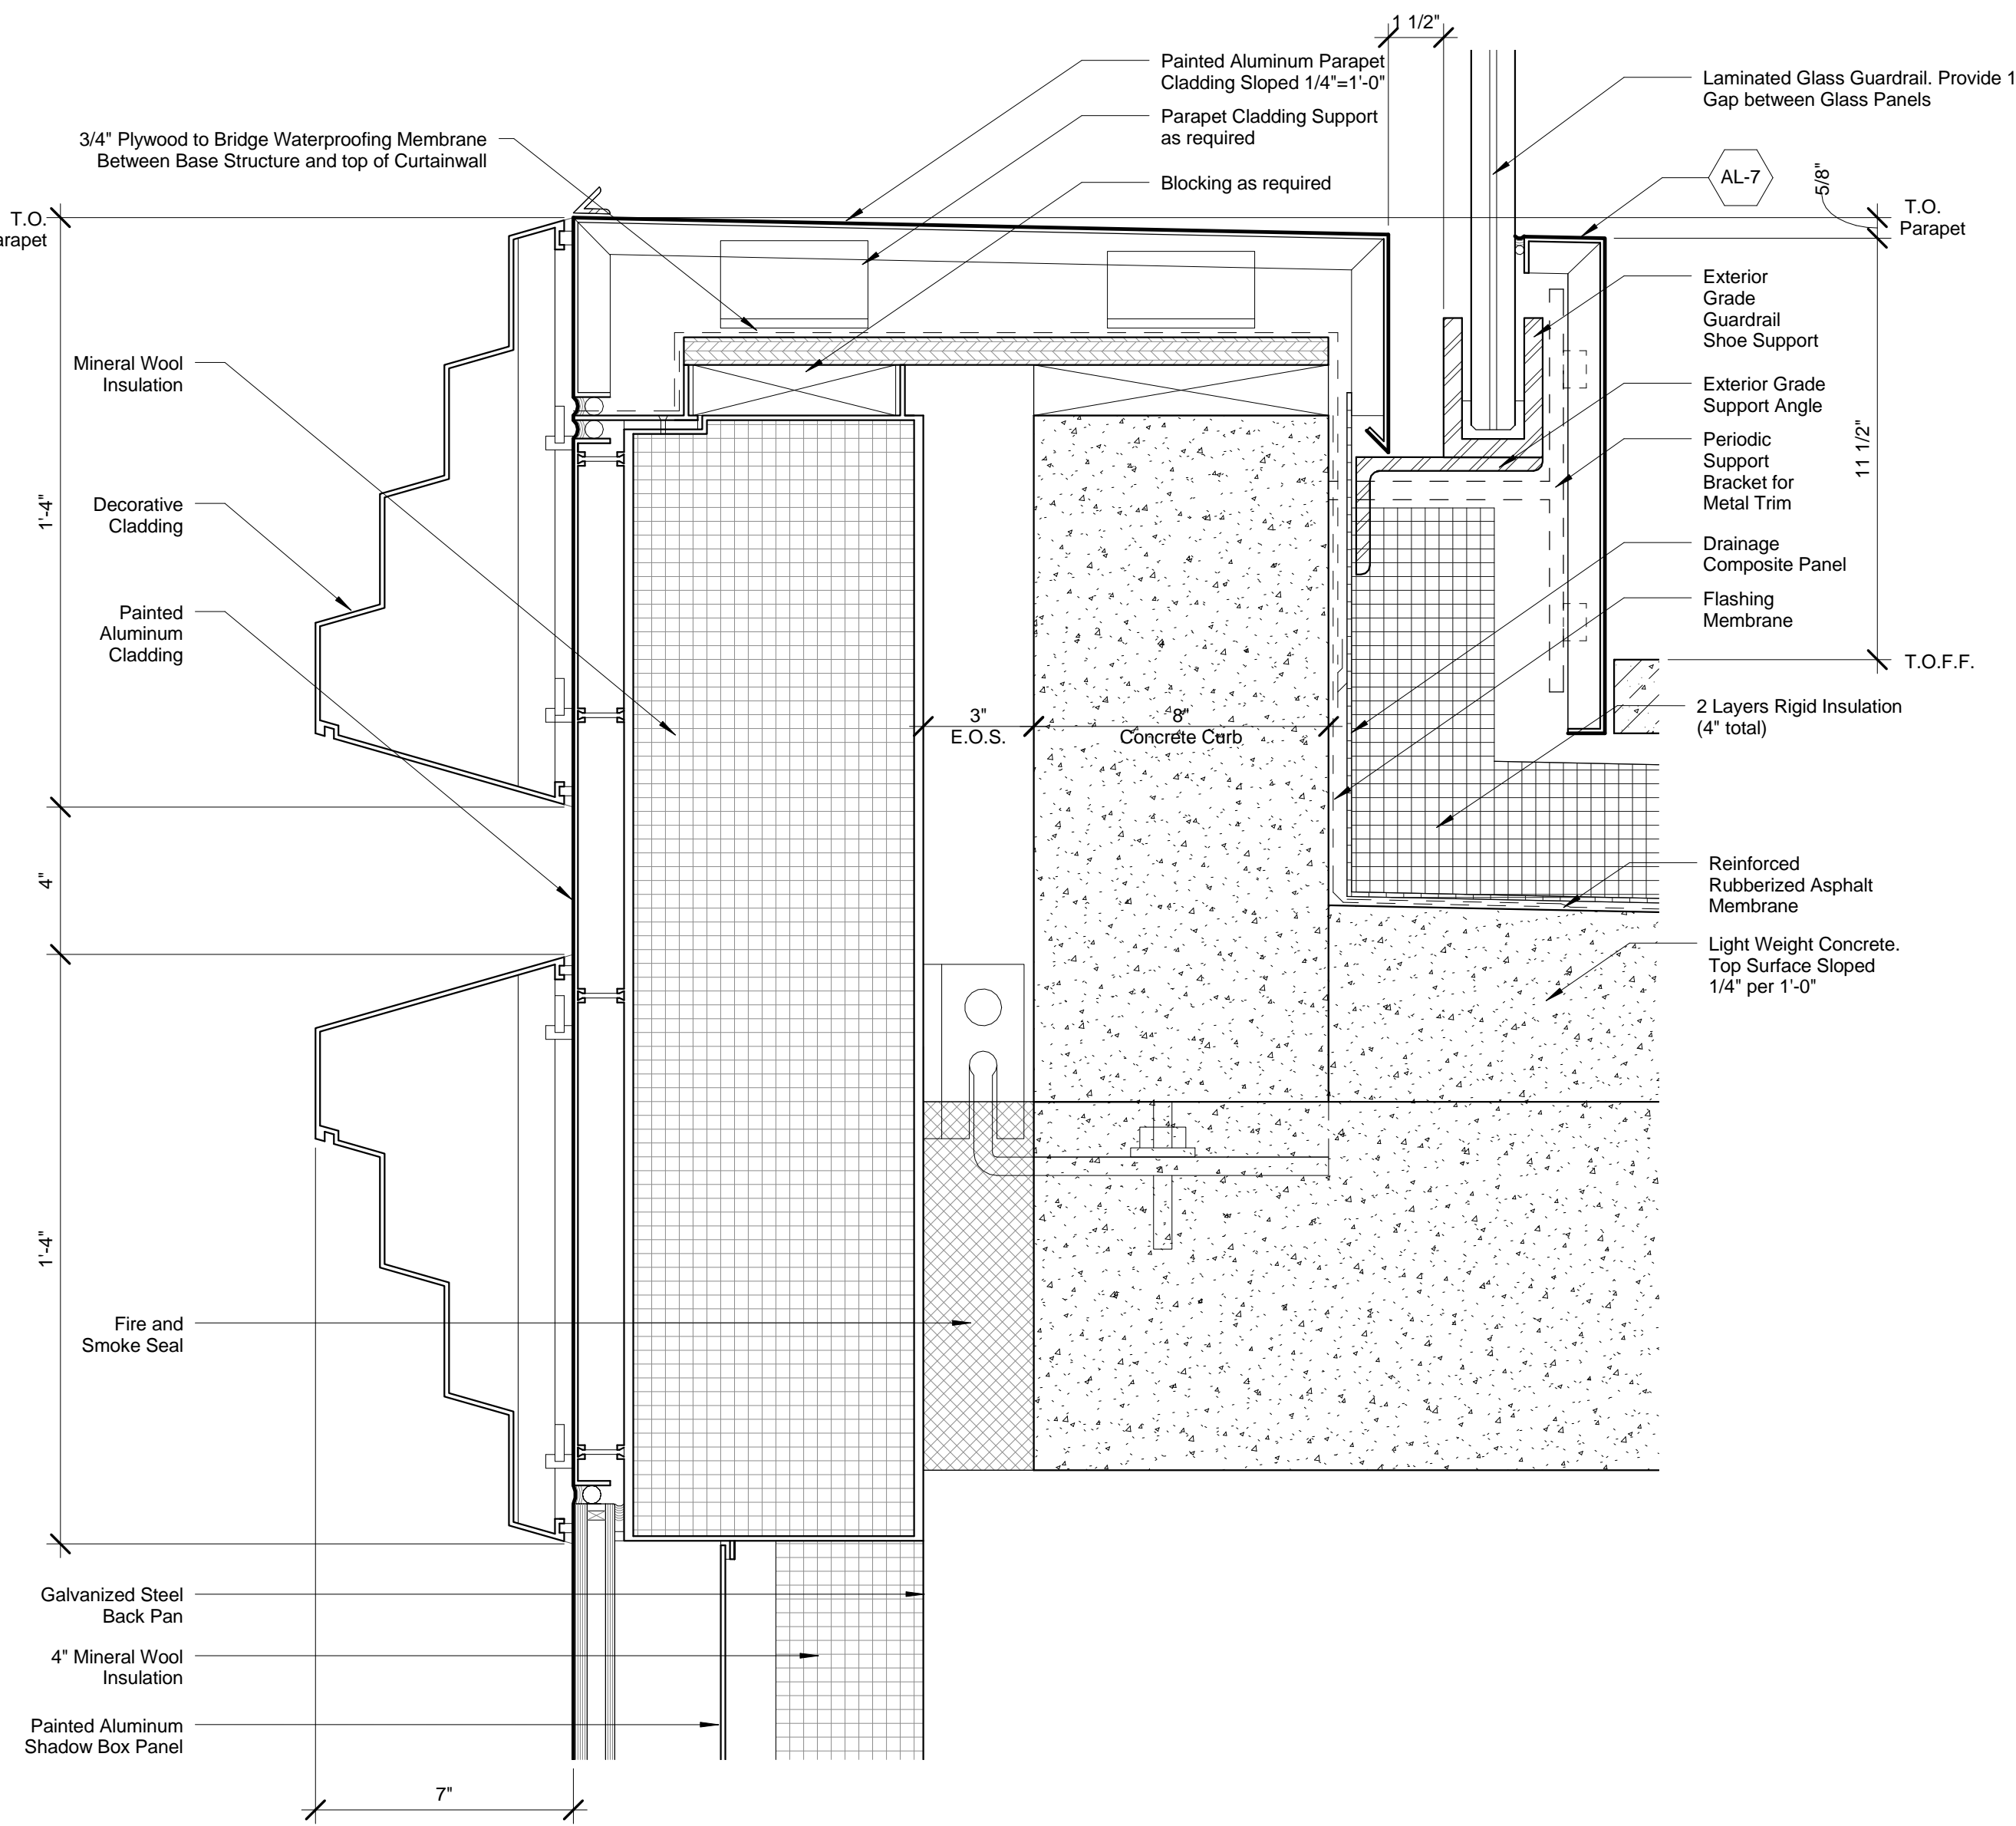 1 1/2"
Painted Aluminum Parapet
Cladding Sloped 1/4"=1'-0"
Parapet Cladding Support
as required
Blocking as required
Laminated Glass Guardrail. Provide 1
Gap between Glass Panels
3/4" Plywood to Bridge Waterproofing Membrane
Between Base Structure and top of Curtainwall
AL-7
5/8"
T.O.
Parapet
T.O.
arapet
Exterior
Grade
Guardrail
Shoe Support
Mineral Wool
Insulation
Exterior Grade
Support Angle
Periodic
Support
Bracket for
Metal Trim
11 1/2"
1'-4"
Decorative
Cladding
Drainage
Composite Panel
Painted
Aluminum
Cladding
Flashing
Membrane
T.O.F.F.
3"
E.O.S.
8"
Concrete Curb
2 Layers Rigid Insulation
(4" total)
4"
Reinforced
Rubberized Asphalt
Membrane
Light Weight Concrete.
Top Surface Sloped
1/4" per 1'-0"
1'-4"
Fire and
Smoke Seal
Galvanized Steel
Back Pan
4" Mineral Wool
Insulation
Painted Aluminum
Shadow Box Panel
7"